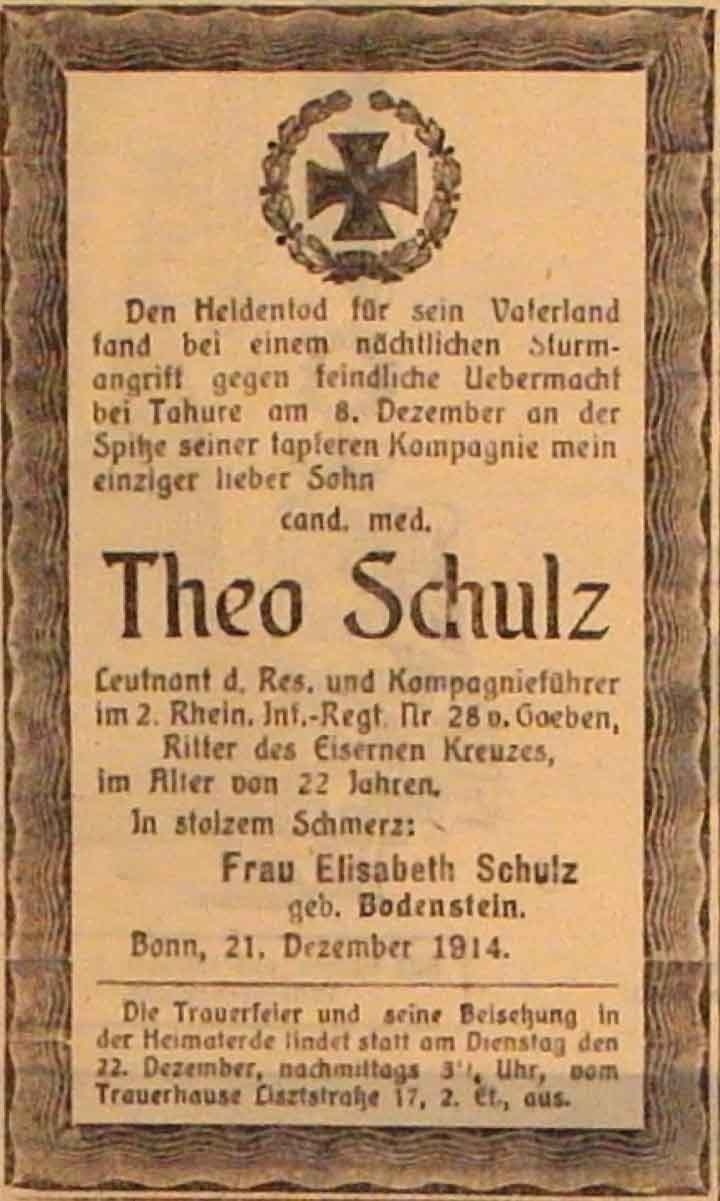 Den Heldentod für sein Vaterland
fand bei einem nächtlichen Sturm-
angriff gegen feindliche Uebermacht
bei Tahure am 8. Dezember an der
Spitze seiner tapferen Kompagnie mein
einziger lieber Sohn
cand. med.
Theo Schulz
Leutnant d. Res. und Kompagnieführer
im 2. Rhein. Inf.-Regt. Nr 28 v. Goeben,
Ritter des Eisernen Kreuzes,
im Alter von 22 Jahren.
In stolzem Schmerz:
Frau Elisabeth Schulz
geb. Bodenstein.
Bonn, 21. Dezember 1914.
Die Trauerfeier und seine Beisetzung in
der Heimaterde findet statt am Dienstag den
22. Dezember, nachmittags Uhr, vom
Trauerhause Lisztstraße 17, 2. Et., aus.